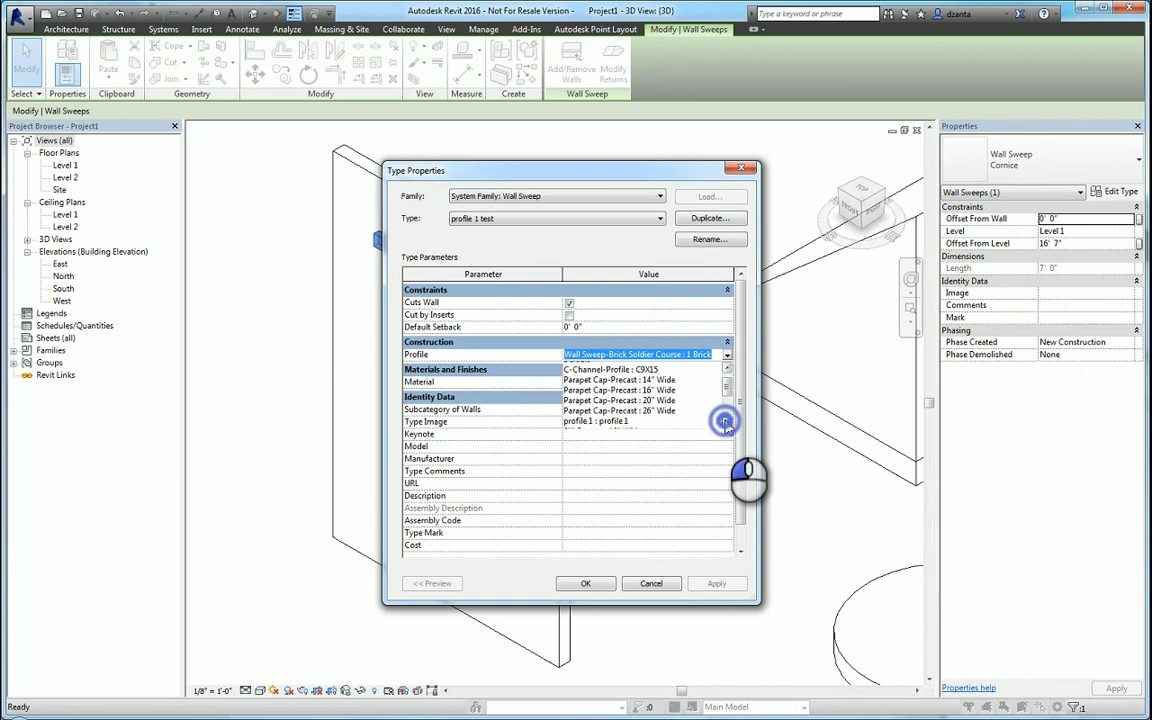 Autodesk Revit 2016 - Not For Resale Version - Project1 - 3D View: {3D}
Type a keyword or phrase
dzanta
Architecture Structure Systems Insert Annotate Analyze Massing & Site Collaborate View Manage Add-Ins Autodesk Point Layout Modify | Wall Sweeps
Modify
Paste
Cope
Cut
Join
Add/Remove Walls
Modify Returns
Select Properties Clipboard Geometry Modify View Measure Create Wall Sweep
Modify | Wall Sweeps
Project Browser - Project1
Views (all)
Floor Plans
Level 1
Level 2
Site
Ceiling Plans
Level 1
Level 2
3D Views
Elevations (Building Elevation)
East
North
South
West
Legends
Schedules/Quantities
Sheets (all)
Families
Groups
Revit Links
Type Properties
Family: System Family: Wall Sweep Load...
Type: profile 1 test Duplicate...
Rename...
Type Parameters
Parameter Value
Constraints
Cuts Wall
Cut by Inserts
Default Setback 0' 0"
Construction
Profile Wall Sweep-Brick Soldier Course : 1 Brick
Materials and Finishes C-Channel-Profile : C9X15
Material Parapet Cap-Precast : 14" Wide
Parapet Cap-Precast : 16" Wide
Identity Data Parapet Cap-Precast : 20" Wide
Subcategory of Walls Parapet Cap-Precast : 26" Wide
Type Image profile 1 : profile 1
Keynote
Model
Manufacturer
Type Comments
URL
Description
Assembly Description
Assembly Code
Type Mark
Cost
<< Preview OK Cancel Apply
TOP
FRONT
RIGHT
Properties
Wall Sweep
Cornice
Wall Sweeps (1) Edit Type
Constraints
Offset From Wall 0' 0"
Level Level 1
Offset From Level 16' 7"
Dimensions
Length 7' 0"
Identity Data
Image
Comments
Mark
Phasing
Phase Created New Construction
Phase Demolished None
Properties help Apply
1/8" = 1'-0"
Ready :0 Main Model :1